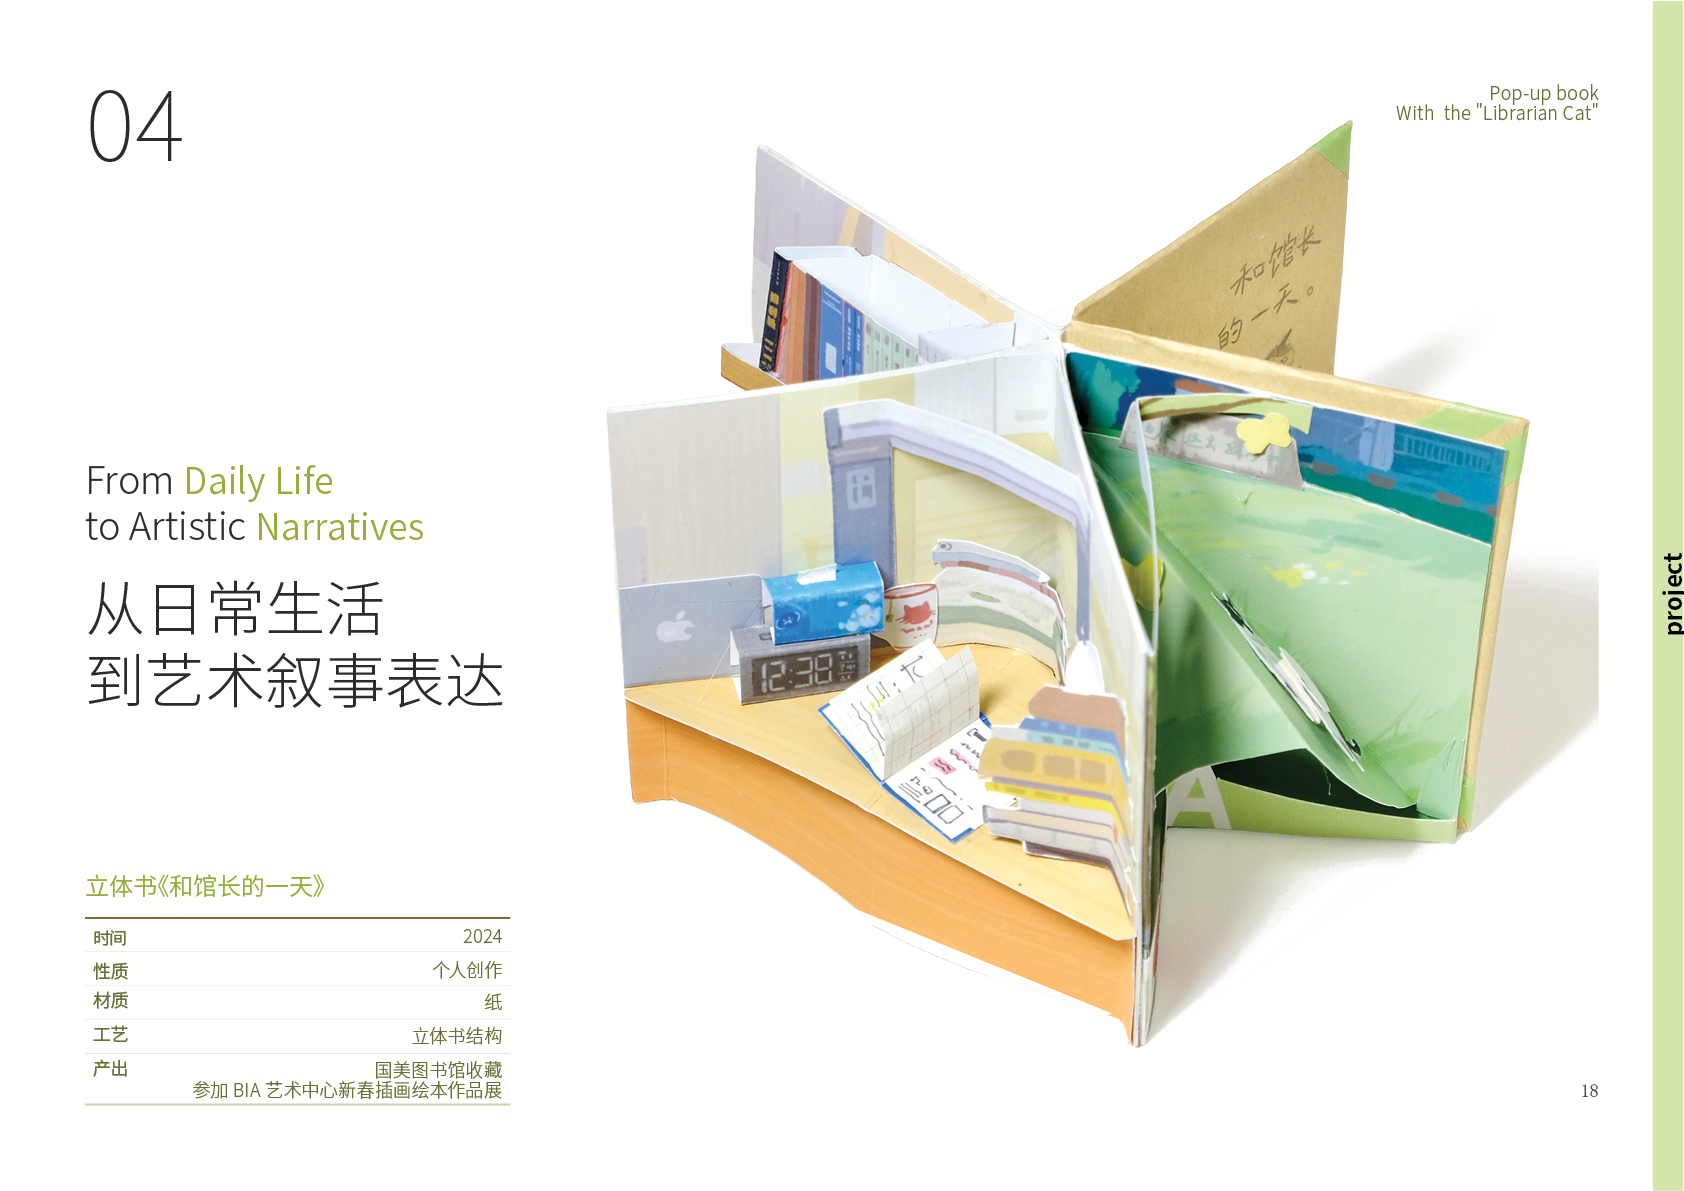 04
Pop-up book
With the "Librarian Cat"
和馆长
的一天。
From Daily Life
to Artistic Narratives
从日常生活
到艺术叙事表达
12:38
A
立体书《和馆长的一天》
时间 2024
性质 个人创作
材质 纸
工艺 立体书结构
产出 国美图书馆收藏
参加 BIA 艺术中心新春插画绘本作品展
project
18